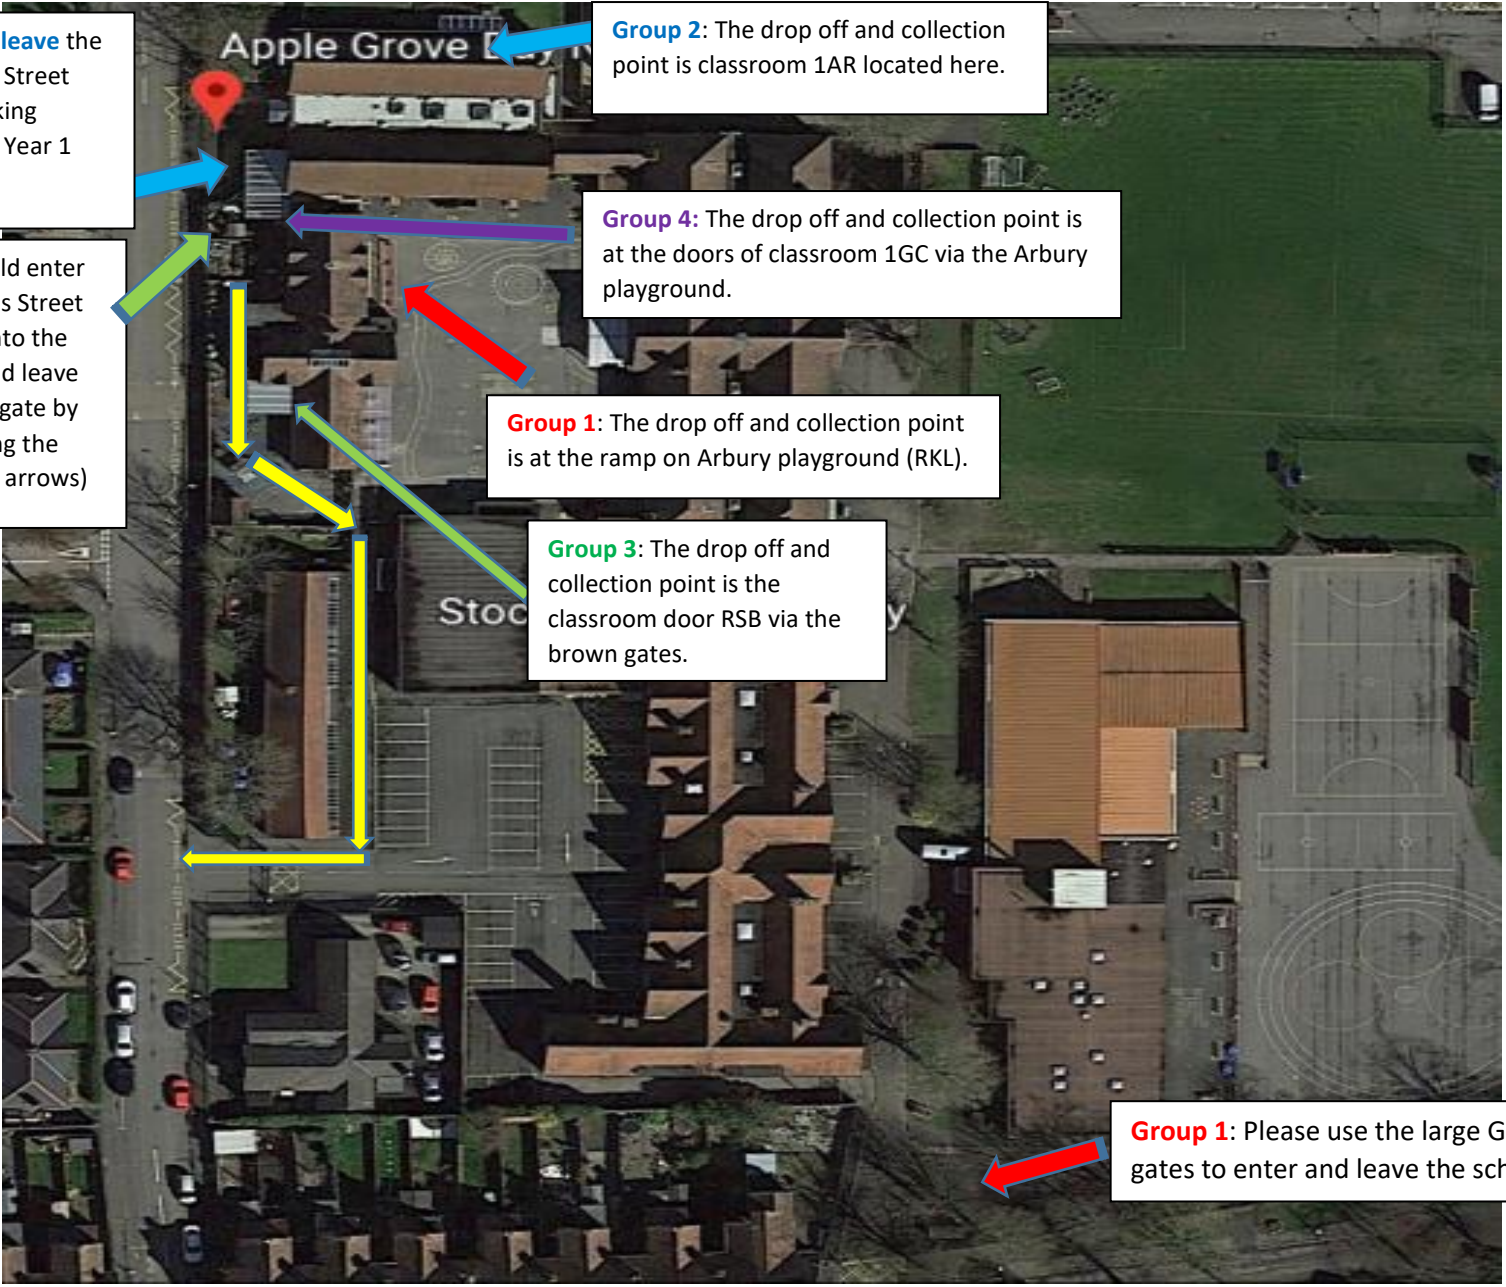 leave the
Street
Year 1
Apple Grove
Group 2: The drop off and collection
point is classroom 1AR located here.
Group 4: The drop off and collection point is
at the doors of classroom 1GC via the Arbury
playground.
enter
Street
the
leave
gate by
the
arrows)
Group 1: The drop off and collection point
is at the ramp on Arbury playground (RKL).
Group 3: The drop off and
collection point is the
classroom door RSB via the
brown gates.
Stoc
y
Group 1: Please use the large G
gates to enter and leave the sch